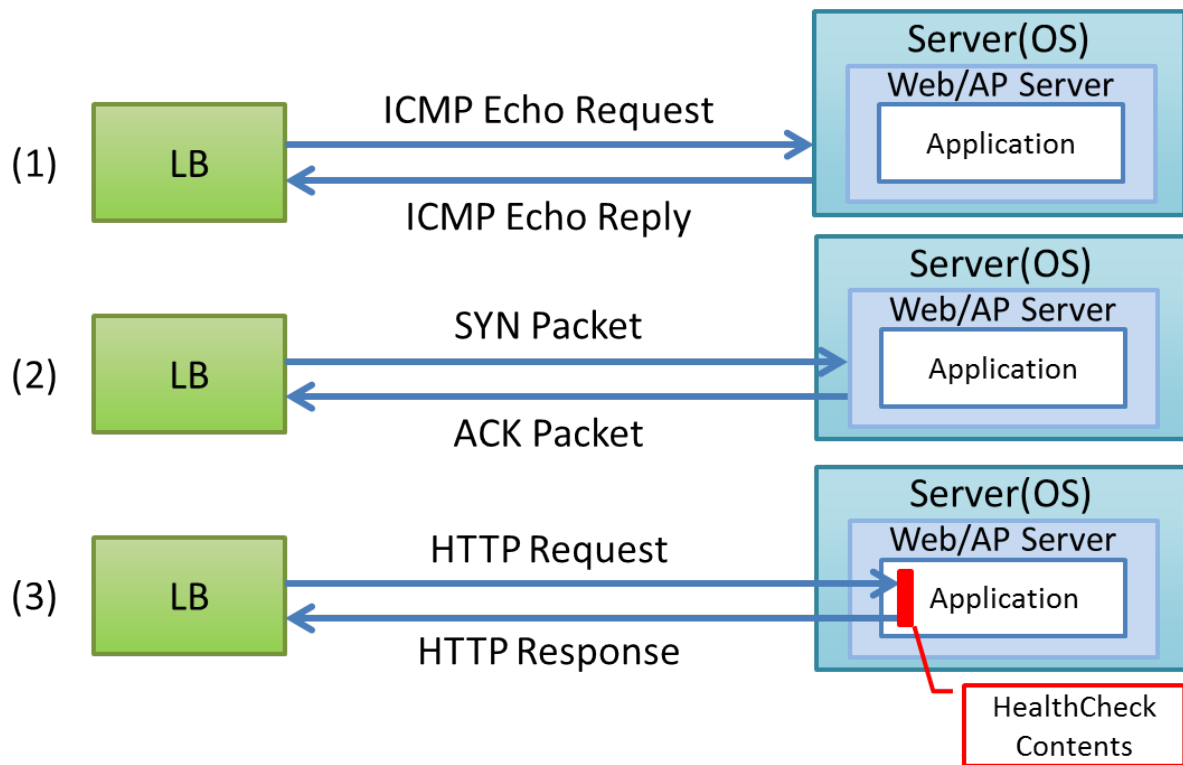 Server(OS)
Web/AP Server
ICMP Echo Request
Application
(1)
LB
ICMP Echo Reply
Server(OS)
Web/AP Server
SYN Packet
Application
(2)
LB
ACK Packet
Server(OS)
Web/AP Server
HTTP Request
Application
(3)
LB
HTTP Response
HealthCheck
Contents